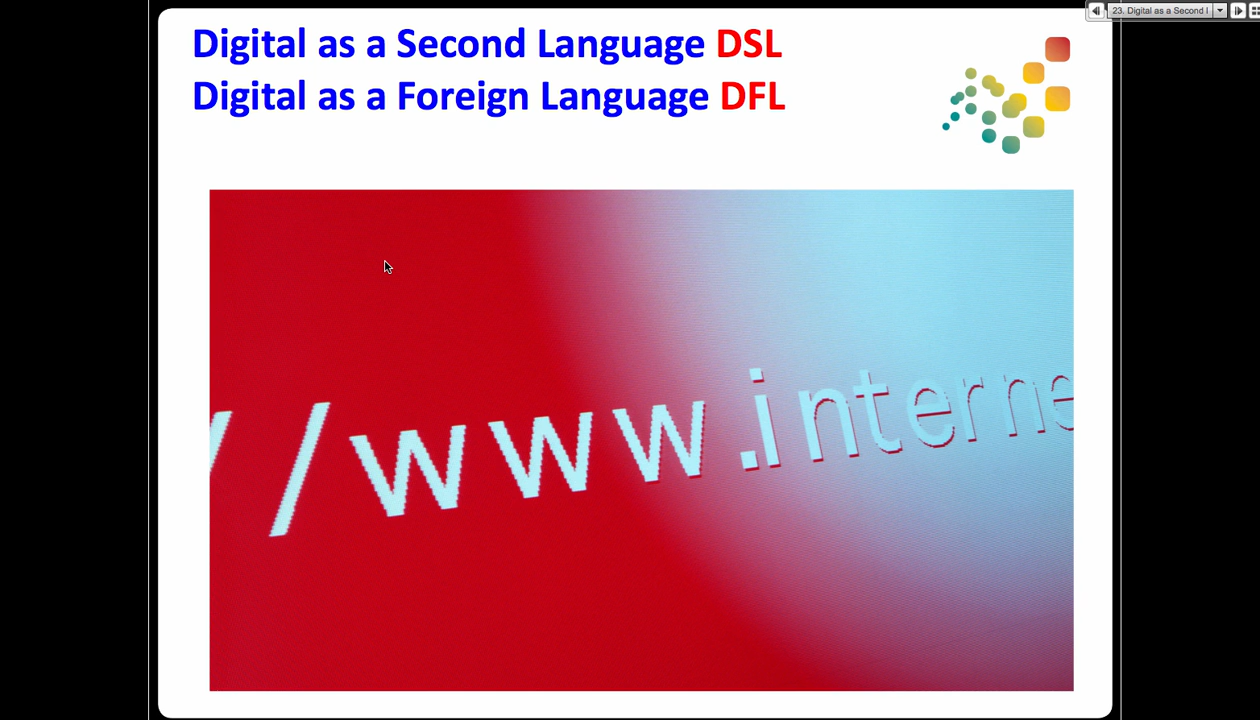 23. Digital as a Second l
Digital as a Second Language DSL
Digital as a Foreign Language DFL
//www.interne